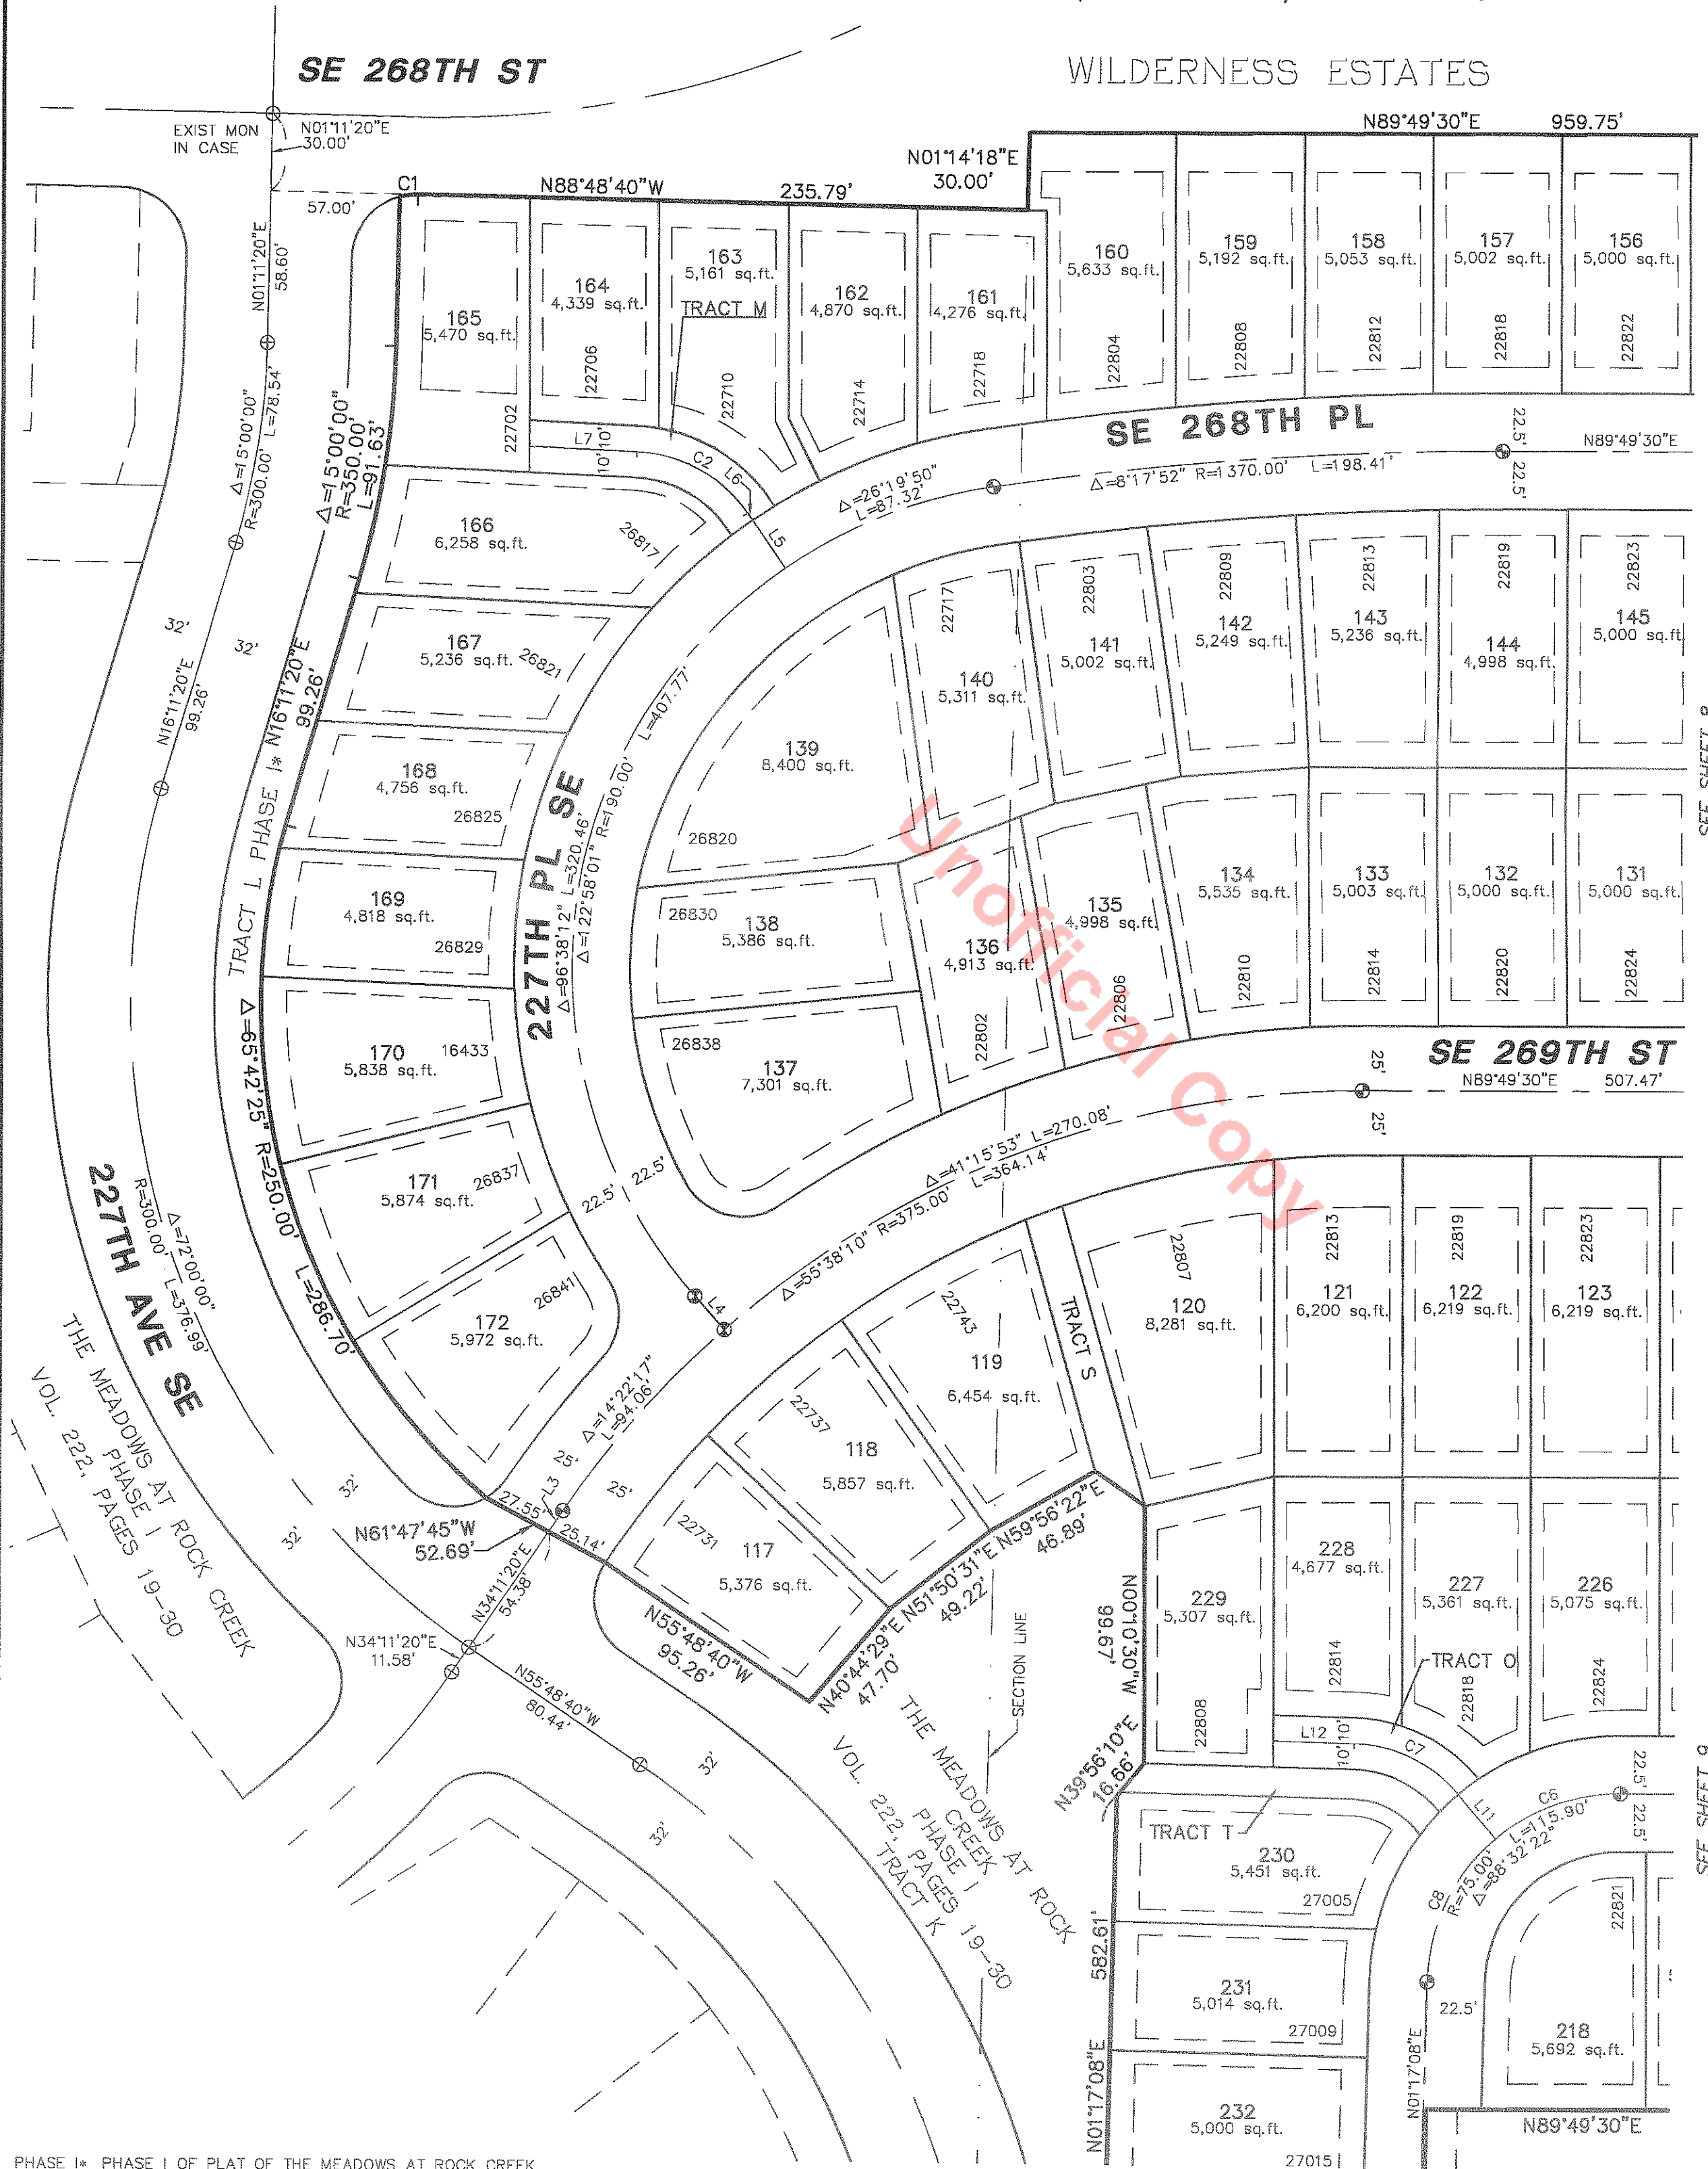 SE 268TH ST
WILDERNESS ESTATES
EXIST MON
IN CASE
N01°11'20"E
30.00'
N89°49'30"E 959.75'
N01°14'18"E
30.00'
C1
N88°48'40"W 235.79'
57.00'
N01°11'20"E
58.60'
165
5,470 sq.ft.
22702
164
4,339 sq.ft.
22706
163
5,161 sq.ft.
TRACT M
22710
162
4,870 sq.ft.
22714
161
4,276 sq.ft.
22718
160
5,633 sq.ft.
22804
159
5,192 sq.ft.
22808
158
5,053 sq.ft.
22812
157
5,002 sq.ft.
22818
156
5,000 sq.ft.
22822
Δ=15°00'00"
R=300.00' L=78.54'
Δ=15°00'00"
R=350.00'
L=91.63'
L7
10'
10'
C2
L6
L5
SE 268TH PL
Δ=26°19'50"
L=87.32'
Δ=8°17'52" R=1370.00' L=198.41'
22.5'
22.5'
N89°49'30"E
166
6,258 sq.ft.
26817
167
5,236 sq.ft.
26821
168
4,756 sq.ft.
26825
169
4,818 sq.ft.
26829
170
5,838 sq.ft.
16433
171
5,874 sq.ft.
26837
172
5,972 sq.ft.
26841
32'
32'
N16°11'20"E
99.26'
TRACT L PHASE I* N16°11'20"E
99.26'
Δ=65°42'25" R=250.00' L=286.70'
227TH PL SE
Δ=96°38'12" L=320.46'
Δ=122°58'01" R=190.00' L=407.77'
139
8,400 sq.ft.
26820
140
5,311 sq.ft.
22717
141
5,002 sq.ft.
22803
142
5,249 sq.ft.
22809
143
5,236 sq.ft.
22813
144
4,998 sq.ft.
22819
145
5,000 sq.ft.
22823
138
5,386 sq.ft.
26830
137
7,301 sq.ft.
26838
136
4,913 sq.ft.
22802
135
4,998 sq.ft.
22806
134
5,535 sq.ft.
22810
133
5,003 sq.ft.
22814
132
5,000 sq.ft.
22820
131
5,000 sq.ft.
22824
Unofficial Copy
SEE SHEET
SE 269TH ST
N89°49'30"E 507.47'
25'
25'
Δ=41°15'53" L=270.08'
Δ=55°38'10" R=375.00' L=364.14'
22.5'
22.5'
L4
227TH AVE SE
Δ=72°00'00"
R=300.00' L=376.99'
THE MEADOWS AT ROCK CREEK
PHASE I
VOL. 222, PAGES 19-30
Δ=14°22'17"
L=94.06'
25'
25'
L3
27.55'
25.14'
N61°47'45"W
52.69'
N34°11'20"E
54.38'
N34°11'20"E
11.58'
N55°48'40"W
80.44'
N55°48'40"W
95.26'
32'
32'
32'
32'
117
5,376 sq.ft.
22731
118
5,857 sq.ft.
22737
119
6,454 sq.ft.
22743
TRACT S
120
8,281 sq.ft.
22807
121
6,200 sq.ft.
22813
122
6,219 sq.ft.
22819
123
6,219 sq.ft.
22823
N40°44'29"E
47.70'
N51°50'31"E
49.22'
N59°56'22"E
46.89'
SECTION LINE
N00°10'30"W
99.67'
N39°56'10"E
16.66'
THE MEADOWS AT ROCK
CREEK
PHASE I
VOL. 222, PAGES 19-30
TRACT K
229
5,307 sq.ft.
22808
228
4,677 sq.ft.
22814
227
5,361 sq.ft.
22818
226
5,075 sq.ft.
22824
TRACT O
L12
10'
10'
C7
L11
C6
L=115.90'
C8
R=75.00'
Δ=88°32'22"
22.5'
22.5'
TRACT T
230
5,451 sq.ft.
27005
231
5,014 sq.ft.
27009
232
5,000 sq.ft.
27015
N01°17'08"E 582.61'
22.5'
N01°17'08"E
218
5,692 sq.ft.
22821
N89°49'30"E
SEE SHEET
PHASE I* PHASE I OF PLAT OF THE MEADOWS AT ROCK CREEK